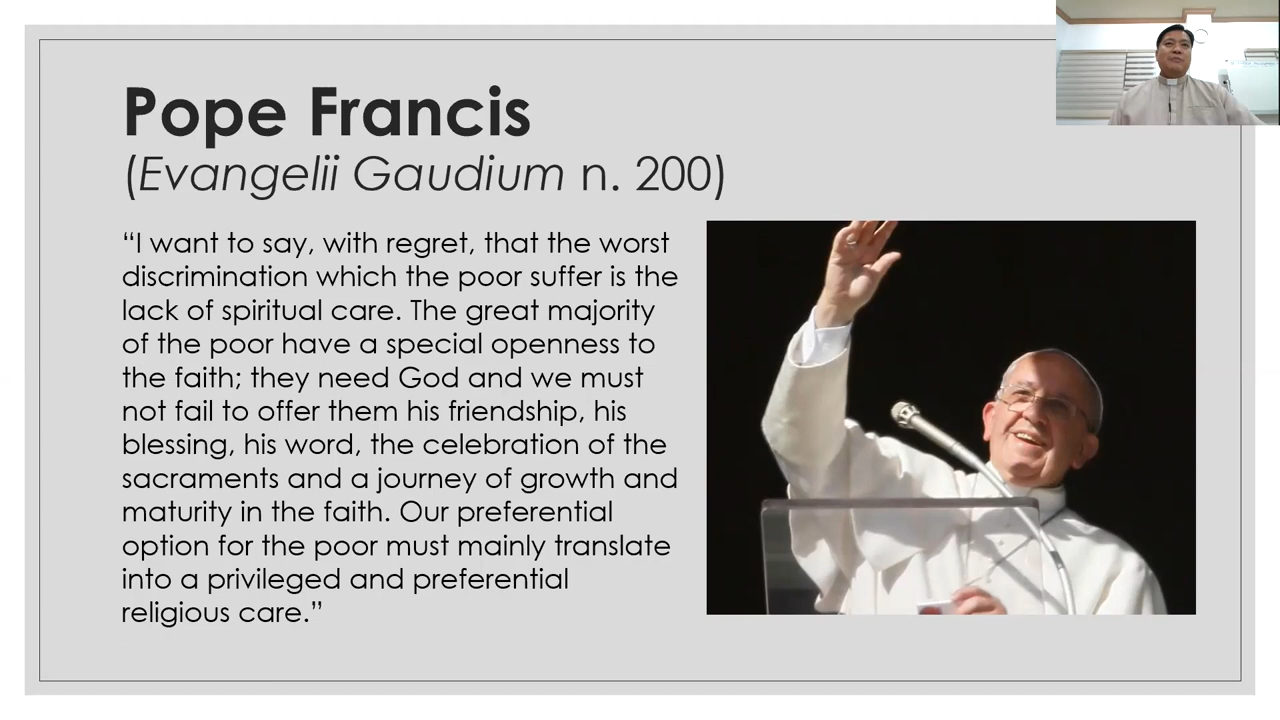 Pope Francis
(Evangelii Gaudium n. 200)
“I want to say, with regret, that the worst
discrimination which the poor suffer is the
lack of spiritual care. The great majority
of the poor have a special openness to
the faith; they need God and we must
not fail to offer them his friendship, his
blessing, his word, the celebration of the
sacraments and a journey of growth and
maturity in the faith. Our preferential
option for the poor must mainly translate
into a privileged and preferential
religious care.”